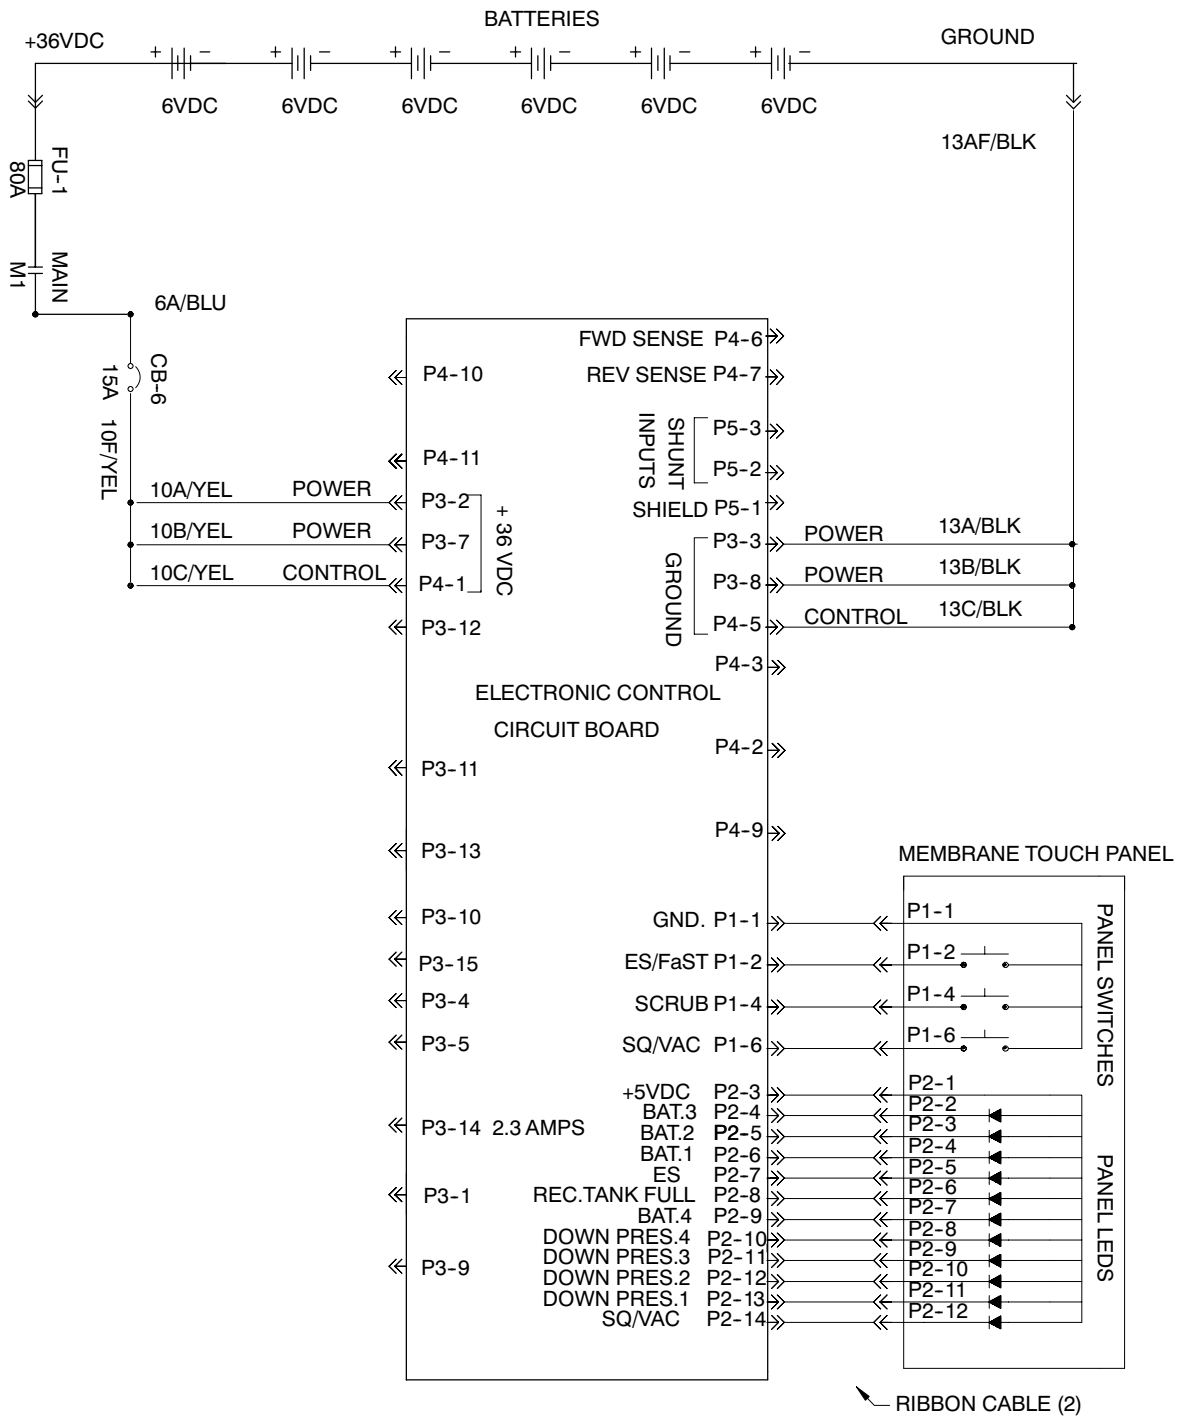 BATTERIES
+36VDC
GROUND
+ − + − + − + − + − + −
6VDC 6VDC 6VDC 6VDC 6VDC 6VDC
13AF/BLK
FU-1
80A
MAIN
M1
6A/BLU
CB-6
15A
10F/YEL
10A/YEL POWER
10B/YEL POWER
10C/YEL CONTROL
P4-10
P4-11
P3-2
P3-7
P4-1
+ 36 VDC
P3-12
P3-11
P3-13
P3-10
P3-15
P3-4
P3-5
P3-14 2.3 AMPS
P3-1
P3-9
ELECTRONIC CONTROL
CIRCUIT BOARD
FWD SENSE P4-6
REV SENSE P4-7
SHUNT
INPUTS
P5-3
P5-2
SHIELD P5-1
GROUND
P3-3 POWER 13A/BLK
P3-8 POWER 13B/BLK
P4-5 CONTROL 13C/BLK
P4-3
P4-2
P4-9
MEMBRANE TOUCH PANEL
GND. P1-1 P1-1
ES/FaST P1-2 P1-2
SCRUB P1-4 P1-4
SQ/VAC P1-6 P1-6
PANEL SWITCHES
+5VDC P2-3 P2-1
BAT.3 P2-4 P2-2
BAT.2 P2-5 P2-3
BAT.1 P2-6 P2-4
ES P2-7 P2-5
REC.TANK FULL P2-8 P2-6
BAT.4 P2-9 P2-7
DOWN PRES.4 P2-10 P2-8
DOWN PRES.3 P2-11 P2-9
DOWN PRES.2 P2-12 P2-10
DOWN PRES.1 P2-13 P2-11
SQ/VAC P2-14 P2-12
PANEL LEDS
RIBBON CABLE (2)